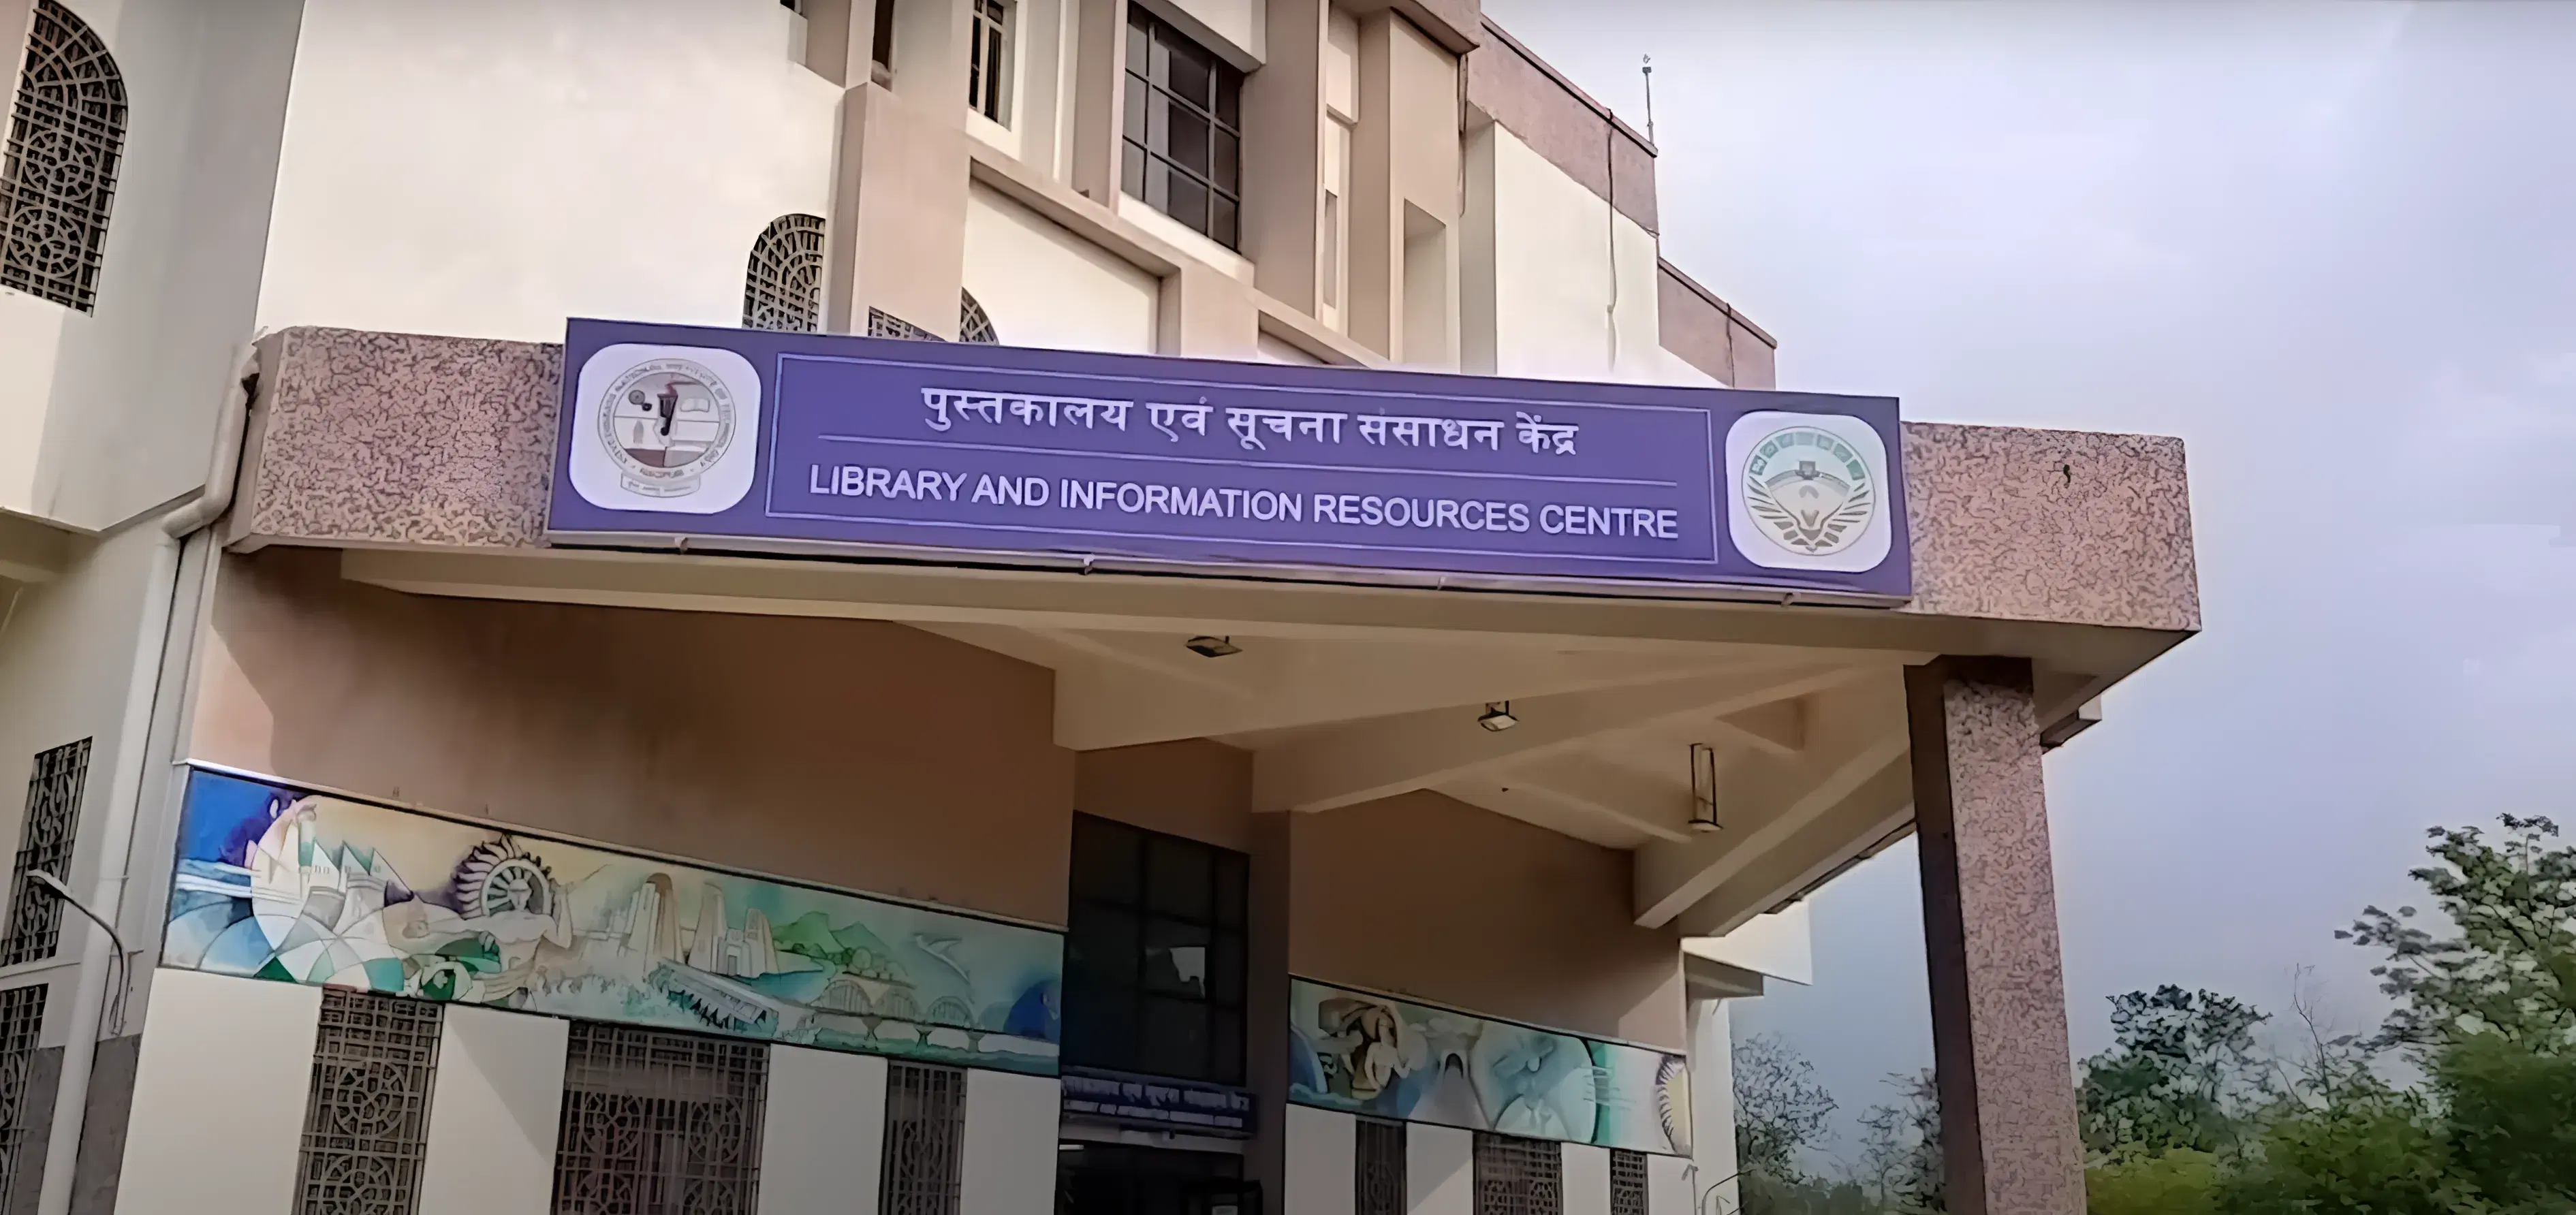 पुस्तकालय एवं सूचना संसाधन केंद्र
LIBRARY AND INFORMATION RESOURCES CENTRE